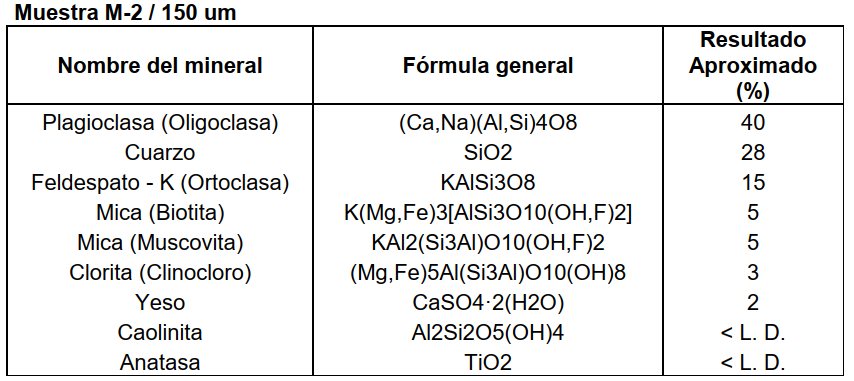 Muestra M-2 / 150 um
Nombre del mineral Fórmula general Resultado Aproximado (%)
Plagioclasa (Oligoclasa) (Ca,Na)(Al,Si)4O8 40
Cuarzo SiO2 28
Feldespato - K (Ortoclasa) KAlSi3O8 15
Mica (Biotita) K(Mg,Fe)3[AlSi3O10(OH,F)2] 5
Mica (Muscovita) KAl2(Si3Al)O10(OH,F)2 5
Clorita (Clinocloro) (Mg,Fe)5Al(Si3Al)O10(OH)8 3
Yeso CaSO4·2(H2O) 2
Caolinita Al2Si2O5(OH)4 < L. D.
Anatasa TiO2 < L. D.